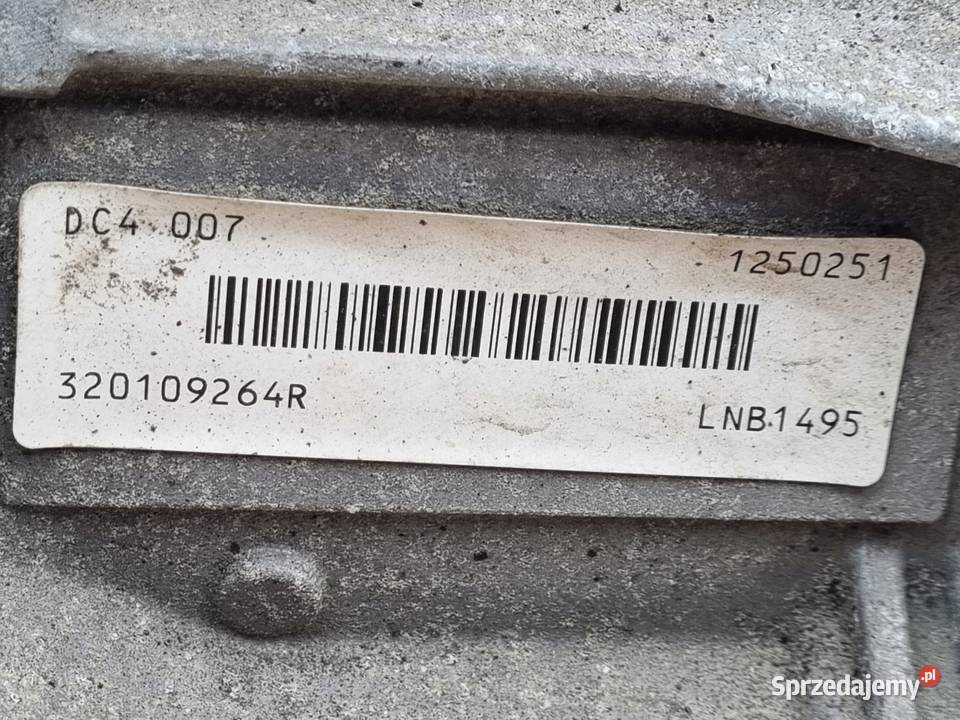 DC4 007
1250251
320109264R
LNB1495
Sprzedajemy.pl